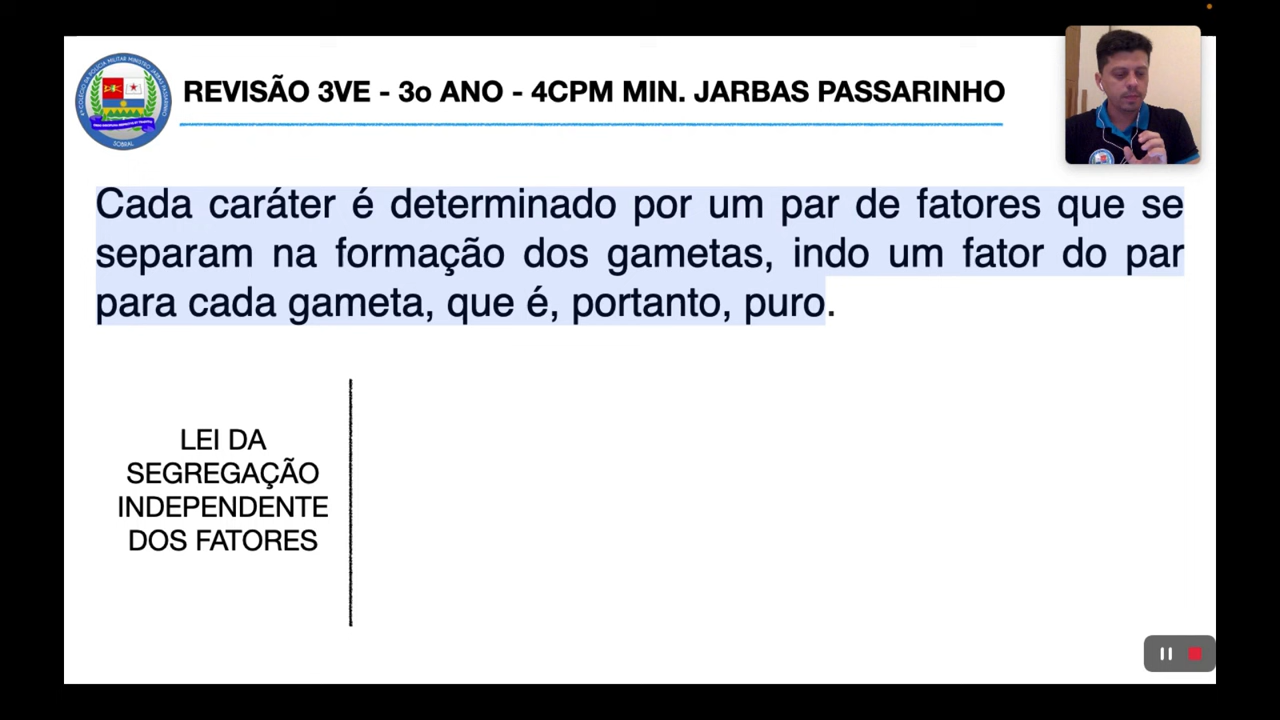 REVISÃO 3VE - 3o ANO - 4CPM MIN. JARBAS PASSARINHO
SOBRAL
Cada caráter é determinado por um par de fatores que se
separam na formação dos gametas, indo um fator do par
para cada gameta, que é, portanto, puro.
LEI DA
SEGREGAÇÃO
INDEPENDENTE
DOS FATORES